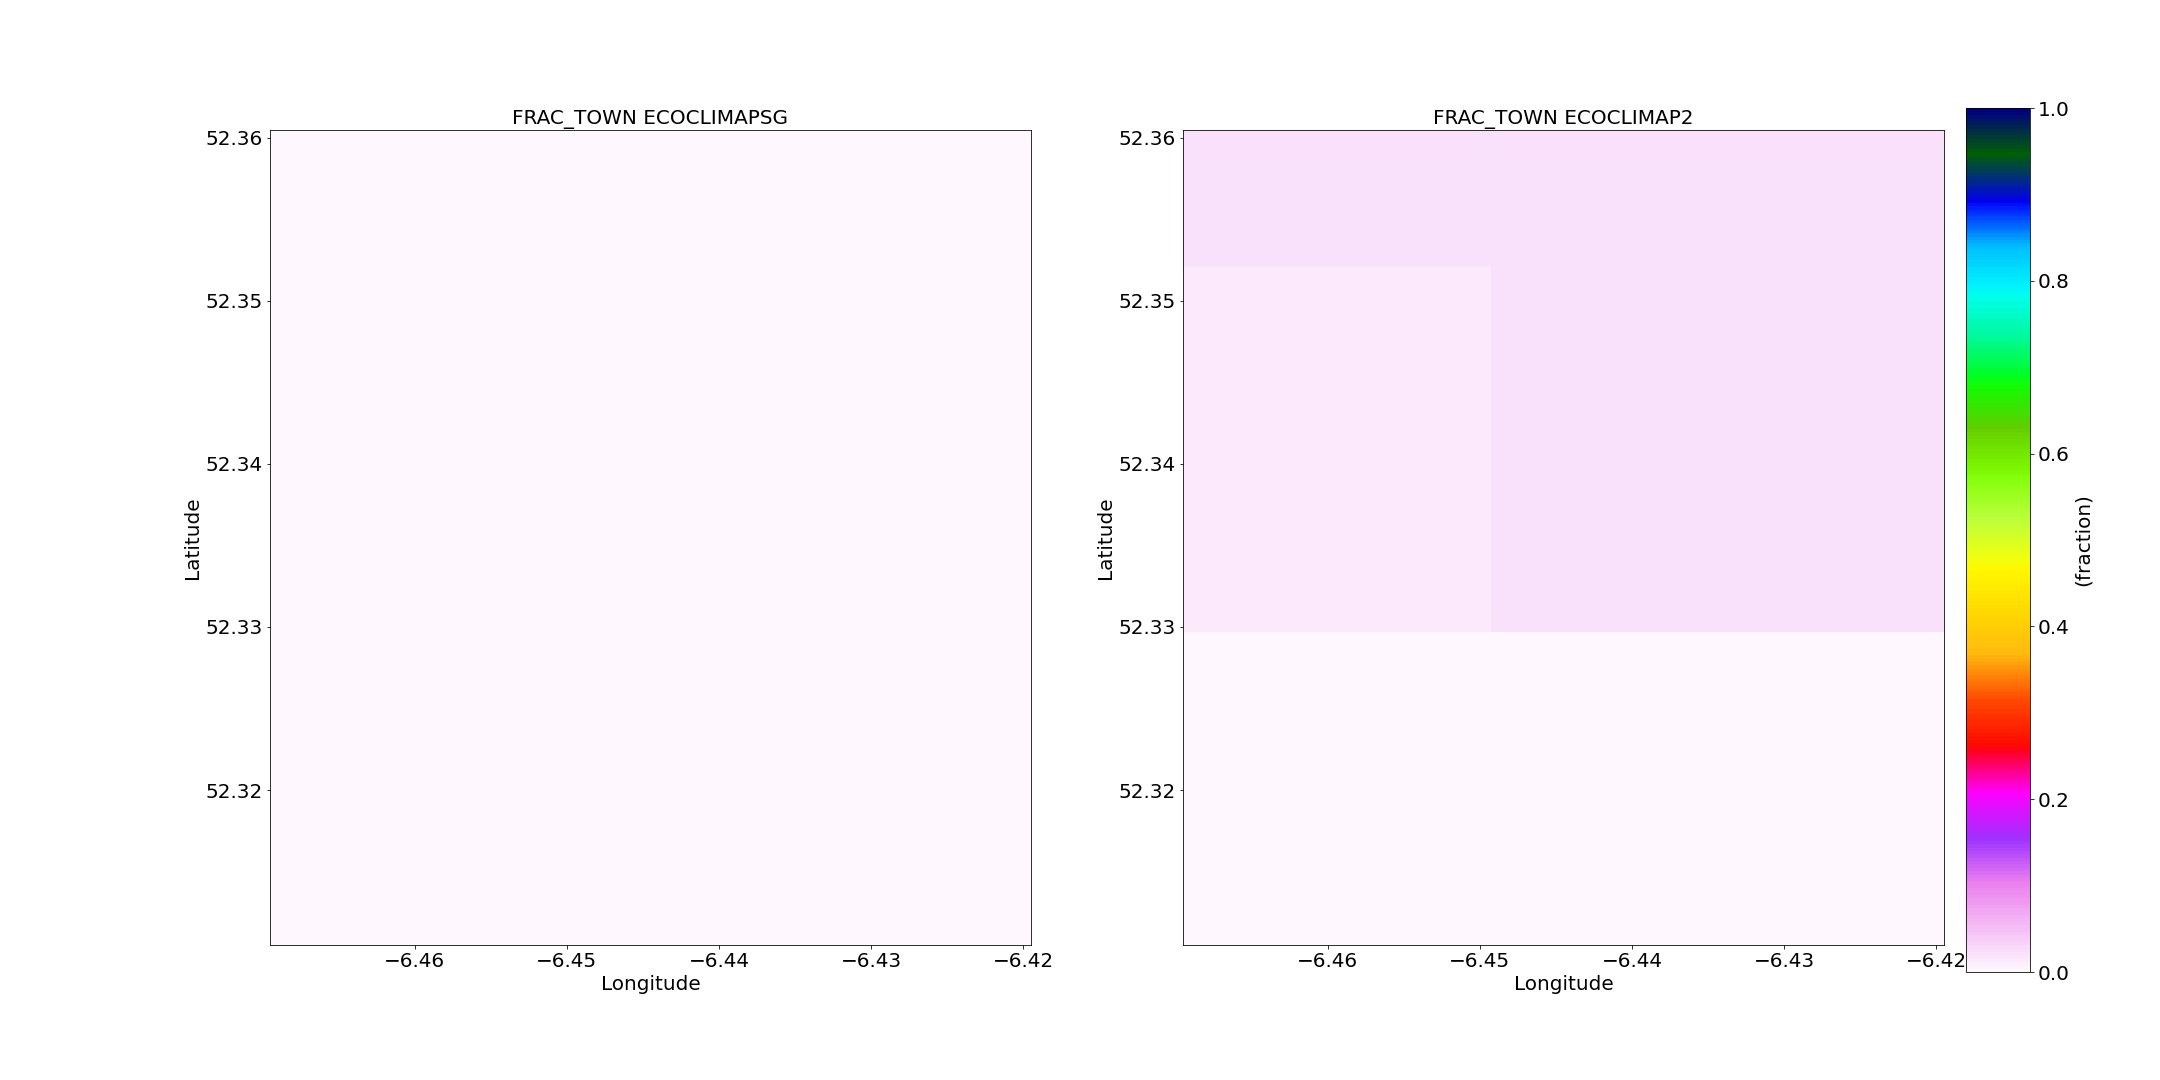 FRAC_TOWN ECOCLIMAPSG
52.36
52.35
52.34
52.33
52.32
Latitude
−6.46 −6.45 −6.44 −6.43 −6.42
Longitude
FRAC_TOWN ECOCLIMAP2
52.36
52.35
52.34
52.33
52.32
Latitude
−6.46 −6.45 −6.44 −6.43 −6.42
Longitude
1.0
0.8
0.6
0.4
0.2
0.0
(fraction)